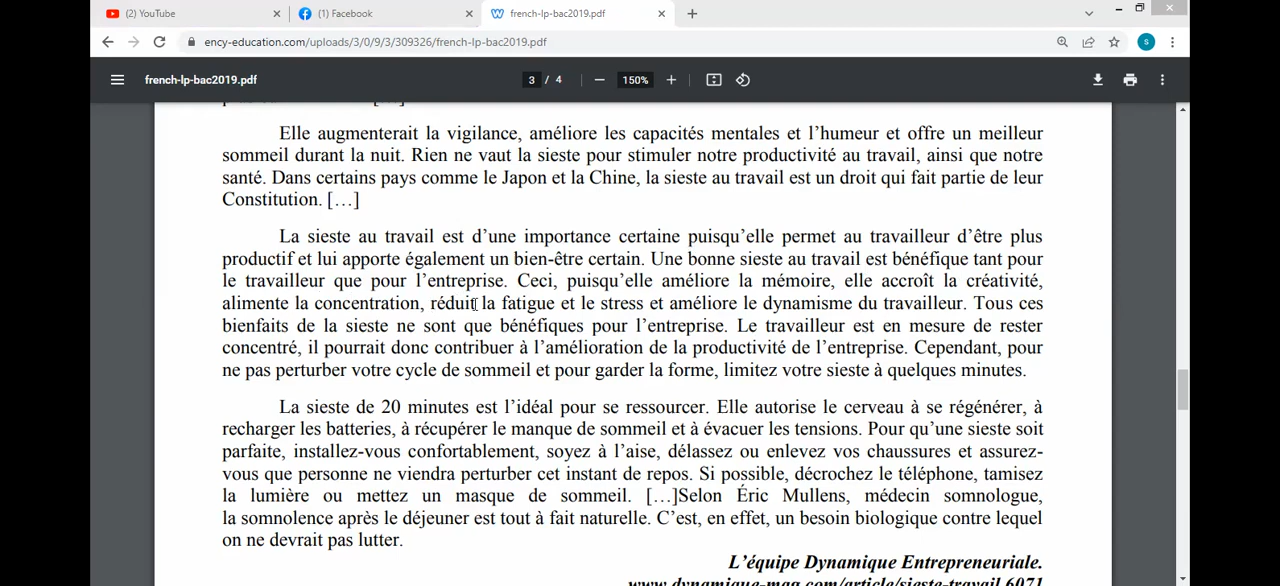 (2) YouTube
(1) Facebook
french-lp-bac2019.pdf
ency-education.com/uploads/3/0/9/3/309326/french-lp-bac2019.pdf
s
french-lp-bac2019.pdf
3 / 4
150%
[…]
Elle augmenterait la vigilance, améliore les capacités mentales et l’humeur et offre un meilleur
sommeil durant la nuit. Rien ne vaut la sieste pour stimuler notre productivité au travail, ainsi que notre
santé. Dans certains pays comme le Japon et la Chine, la sieste au travail est un droit qui fait partie de leur
Constitution. […]
La sieste au travail est d’une importance certaine puisqu’elle permet au travailleur d’être plus
productif et lui apporte également un bien-être certain. Une bonne sieste au travail est bénéfique tant pour
le travailleur que pour l’entreprise. Ceci, puisqu’elle améliore la mémoire, elle accroît la créativité,
alimente la concentration, réduit la fatigue et le stress et améliore le dynamisme du travailleur. Tous ces
bienfaits de la sieste ne sont que bénéfiques pour l’entreprise. Le travailleur est en mesure de rester
concentré, il pourrait donc contribuer à l’amélioration de la productivité de l’entreprise. Cependant, pour
ne pas perturber votre cycle de sommeil et pour garder la forme, limitez votre sieste à quelques minutes.
La sieste de 20 minutes est l’idéal pour se ressourcer. Elle autorise le cerveau à se régénérer, à
recharger les batteries, à récupérer le manque de sommeil et à évacuer les tensions. Pour qu’une sieste soit
parfaite, installez-vous confortablement, soyez à l’aise, délassez ou enlevez vos chaussures et assurez-
vous que personne ne viendra perturber cet instant de repos. Si possible, décrochez le téléphone, tamisez
la lumière ou mettez un masque de sommeil. […]Selon Éric Mullens, médecin somnologue,
la somnolence après le déjeuner est tout à fait naturelle. C’est, en effet, un besoin biologique contre lequel
on ne devrait pas lutter.
L’équipe Dynamique Entrepreneuriale.
www.dynamique-mag.com/article/sieste-travail.6071